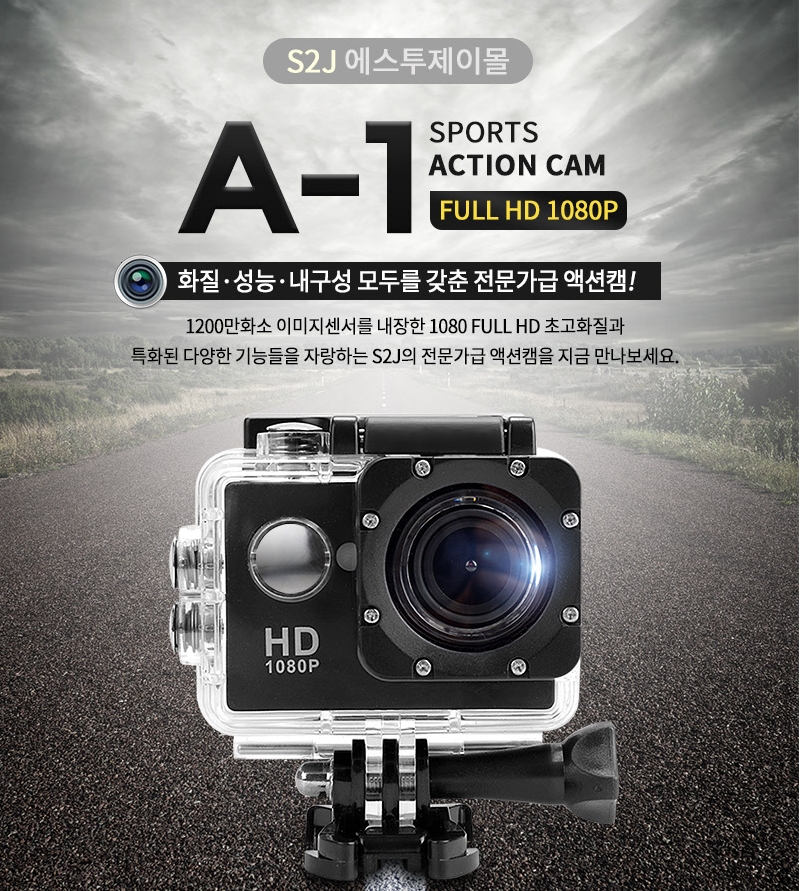 S2J 에스투제이몰
A-1
SPORTS
ACTION CAM
FULL HD 1080P
화질·성능·내구성 모두를 갖춘 전문가급 액션캠!
1200만화소 이미지센서를 내장한 1080 FULL HD 초고화질과
특화된 다양한 기능들을 자랑하는 S2J의 전문가급 액션캠을 지금 만나보세요.
HD
1080P